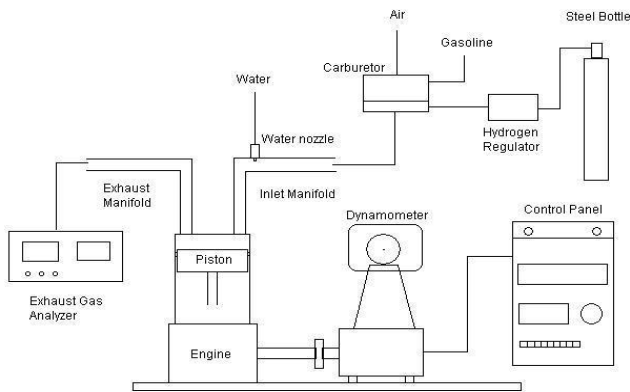 Air
Steel Bottle
Gasoline
Carburetor
Water
Water nozzle
Hydrogen
Regulator
Exhaust
Manifold
Inlet Manifold
Dynamometer
Control Panel
Piston
Exhaust Gas
Analyzer
Engine